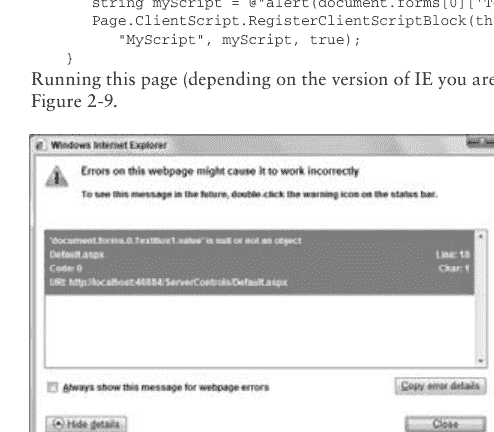 string myScript = @"alert(document.forms[0]['T
Page.ClientScript.RegisterClientScriptBlock(th
"MyScript", myScript, true);
}
Running this page (depending on the version of IE you are
Figure 2-9.
Windows Internet Explorer
Errors on this webpage might cause it to work incorrectly
To see this message in the future, double-click the warning icon on the status bar.
'document.forms.0.TextBox1.value' is null or not an object
Default.aspx Line: 18
Code: 0 Char: 1
URI: http://localhost:46884/ServerControls/Default.aspx
Always show this message for webpage errors Copy error details
Hide details Close